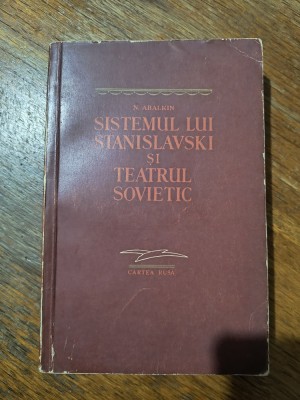 N. ABALKIN
SISTEMUL LUI
STANISLAVSKI
ȘI
TEATRUL
SOVIETIC
CARTEA RUSĂ